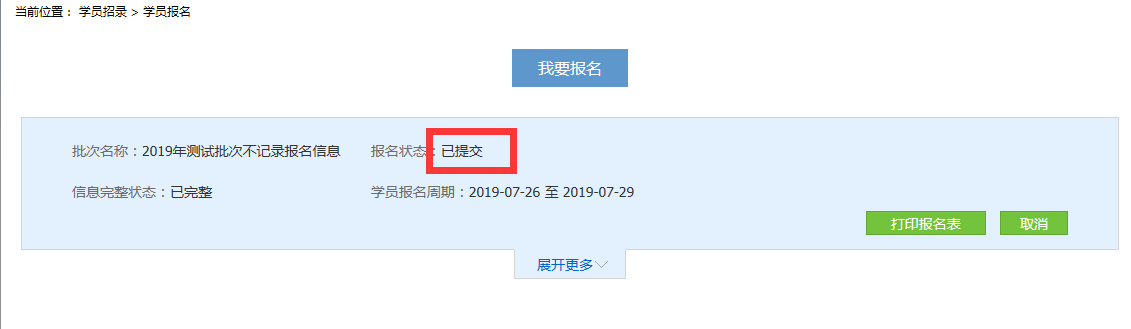 当前位置： 学员招录 > 学员报名
我要报名
批次名称：2019年测试批次不记录报名信息 报名状态：已提交
信息完整状态：已完整 学员报名周期：2019-07-26 至 2019-07-29
打印报名表 取消
展开更多